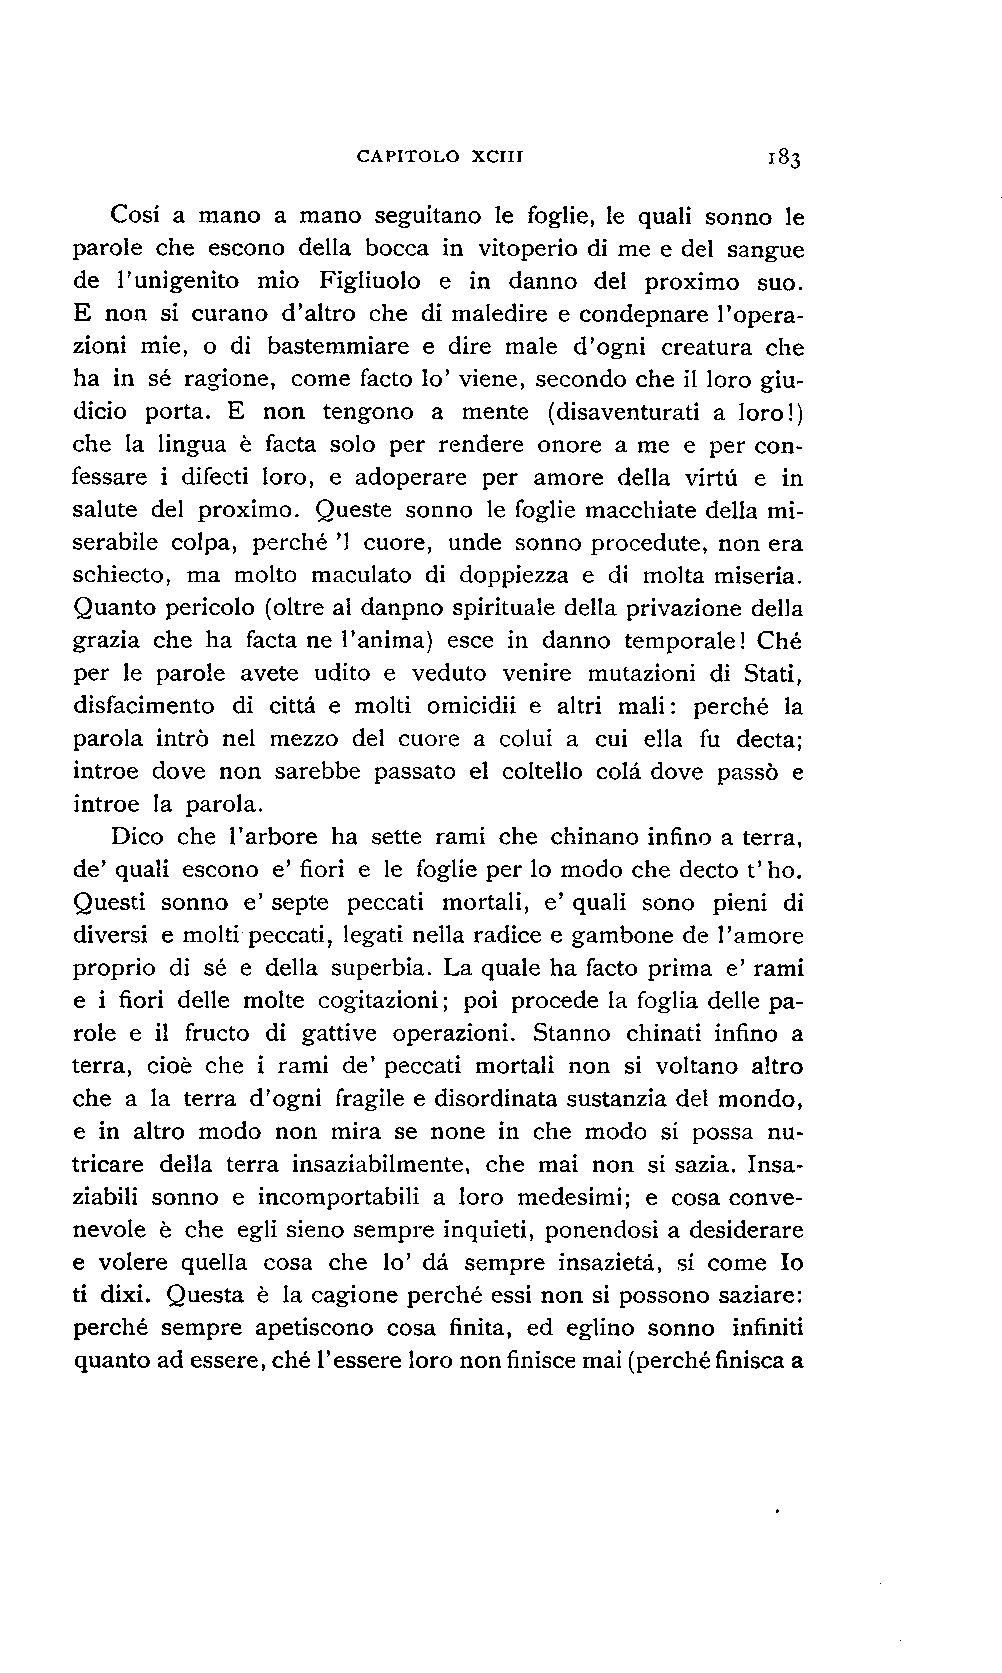 CAPITOLO XCIII 183
Cosí a mano a mano seguitano le foglie, le quali sonno le
parole che escono della bocca in vitoperio di me e del sangue
de l'unigenito mio Figliuolo e in danno del proximo suo.
E non si curano d'altro che di maledire e condepnare l'opera-
zioni mie, o di bastemmiare e dire male d'ogni creatura che
ha in sé ragione, come facto lo' viene, secondo che il loro giu-
dicio porta. E non tengono a mente (disaventurati a loro!)
che la lingua è facta solo per rendere onore a me e per con-
fessare i difecti loro, e adoperare per amore della virtú e in
salute del proximo. Queste sonno le foglie macchiate della mi-
serabile colpa, perché 'l cuore, unde sonno procedute, non era
schiecto, ma molto maculato di doppiezza e di molta miseria.
Quanto pericolo (oltre al danpno spirituale della privazione della
grazia che ha facta ne l'anima) esce in danno temporale! Ché
per le parole avete udito e veduto venire mutazioni di Stati,
disfacimento di cittá e molti omicidii e altri mali: perché la
parola intrò nel mezzo del cuore a colui a cui ella fu decta;
introe dove non sarebbe passato el coltello colá dove passò e
introe la parola.
Dico che l'arbore ha sette rami che chinano infino a terra,
de' quali escono e' fiori e le foglie per lo modo che decto t'ho.
Questi sonno e' septe peccati mortali, e' quali sono pieni di
diversi e molti peccati, legati nella radice e gambone de l'amore
proprio di sé e della superbia. La quale ha facto prima e' rami
e i fiori delle molte cogitazioni; poi procede la foglia delle pa-
role e il fructo di gattive operazioni. Stanno chinati infino a
terra, cioè che i rami de' peccati mortali non si voltano altro
che a la terra d'ogni fragile e disordinata sustanzia del mondo,
e in altro modo non mira se none in che modo si possa nu-
tricare della terra insaziabilmente, che mai non si sazia. Insa-
ziabili sonno e incomportabili a loro medesimi; e cosa conve-
nevole è che egli sieno sempre inquieti, ponendosi a desiderare
e volere quella cosa che lo' dá sempre insazietá, sí come Io
ti dixi. Questa è la cagione perché essi non si possono saziare:
perché sempre apetiscono cosa finita, ed eglino sonno infiniti
quanto ad essere, ché l'essere loro non finisce mai (perché finisca a